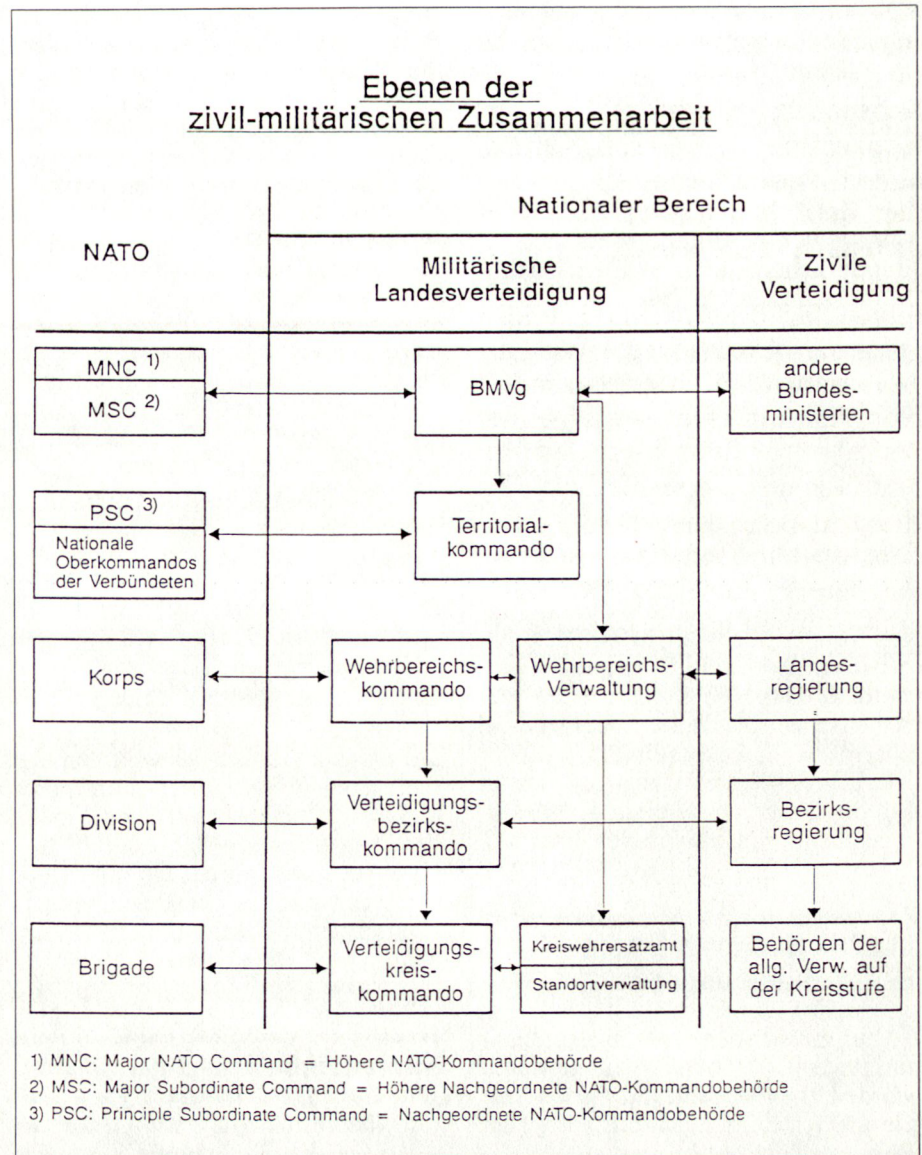 Ebenen der
zivil-militärischen Zusammenarbeit
Nationaler Bereich
NATO
Militärische
Landesverteidigung
Zivile
Verteidigung
MNC 1)
MSC 2)
BMVg
andere
Bundes-
ministerien
PSC 3)
Nationale
Oberkommandos
der Verbündeten
Territorial-
kommando
Korps
Wehrbereichs-
kommando
Wehrbereichs-
Verwaltung
Landes-
regierung
Division
Verteidigungs-
bezirks-
kommando
Bezirks-
regierung
Brigade
Verteidigungs-
kreis-
kommando
Kreiswehrersatzamt
Standortverwaltung
Behörden der
allg. Verw. auf
der Kreisstufe
1) MNC: Major NATO Command = Höhere NATO-Kommandobehörde
2) MSC: Major Subordinate Command = Höhere Nachgeordnete NATO-Kommandobehörde
3) PSC: Principle Subordinate Command = Nachgeordnete NATO-Kommandobehörde